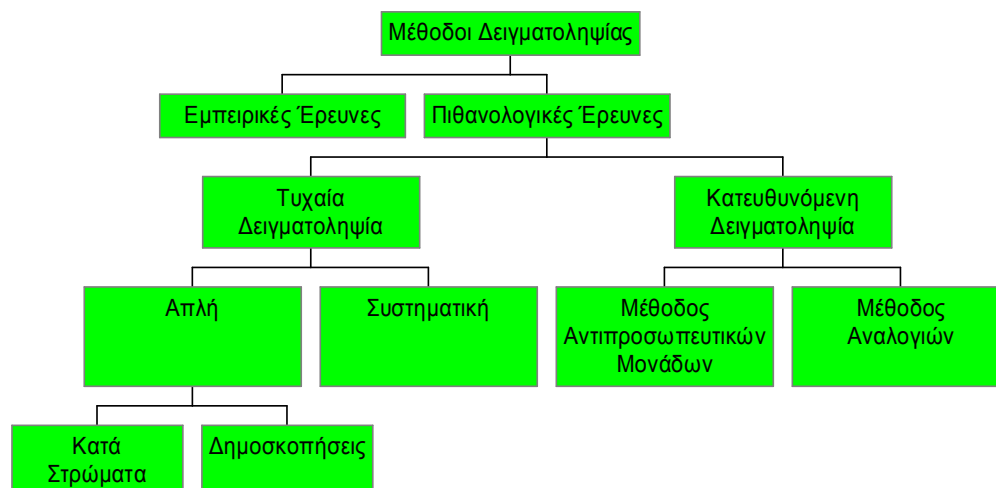 Μέθοδοι Δειγματοληψίας
Εμπειρικές Έρευνες
Πιθανολογικές Έρευνες
Τυχαία
Δειγματοληψία
Κατευθυνόμενη
Δειγματοληψία
Απλή
Συστηματική
Μέθοδος
Αντιπροσωπευτικών
Μονάδων
Μέθοδος
Αναλογιών
Κατά
Στρώματα
Δημοσκοπήσεις